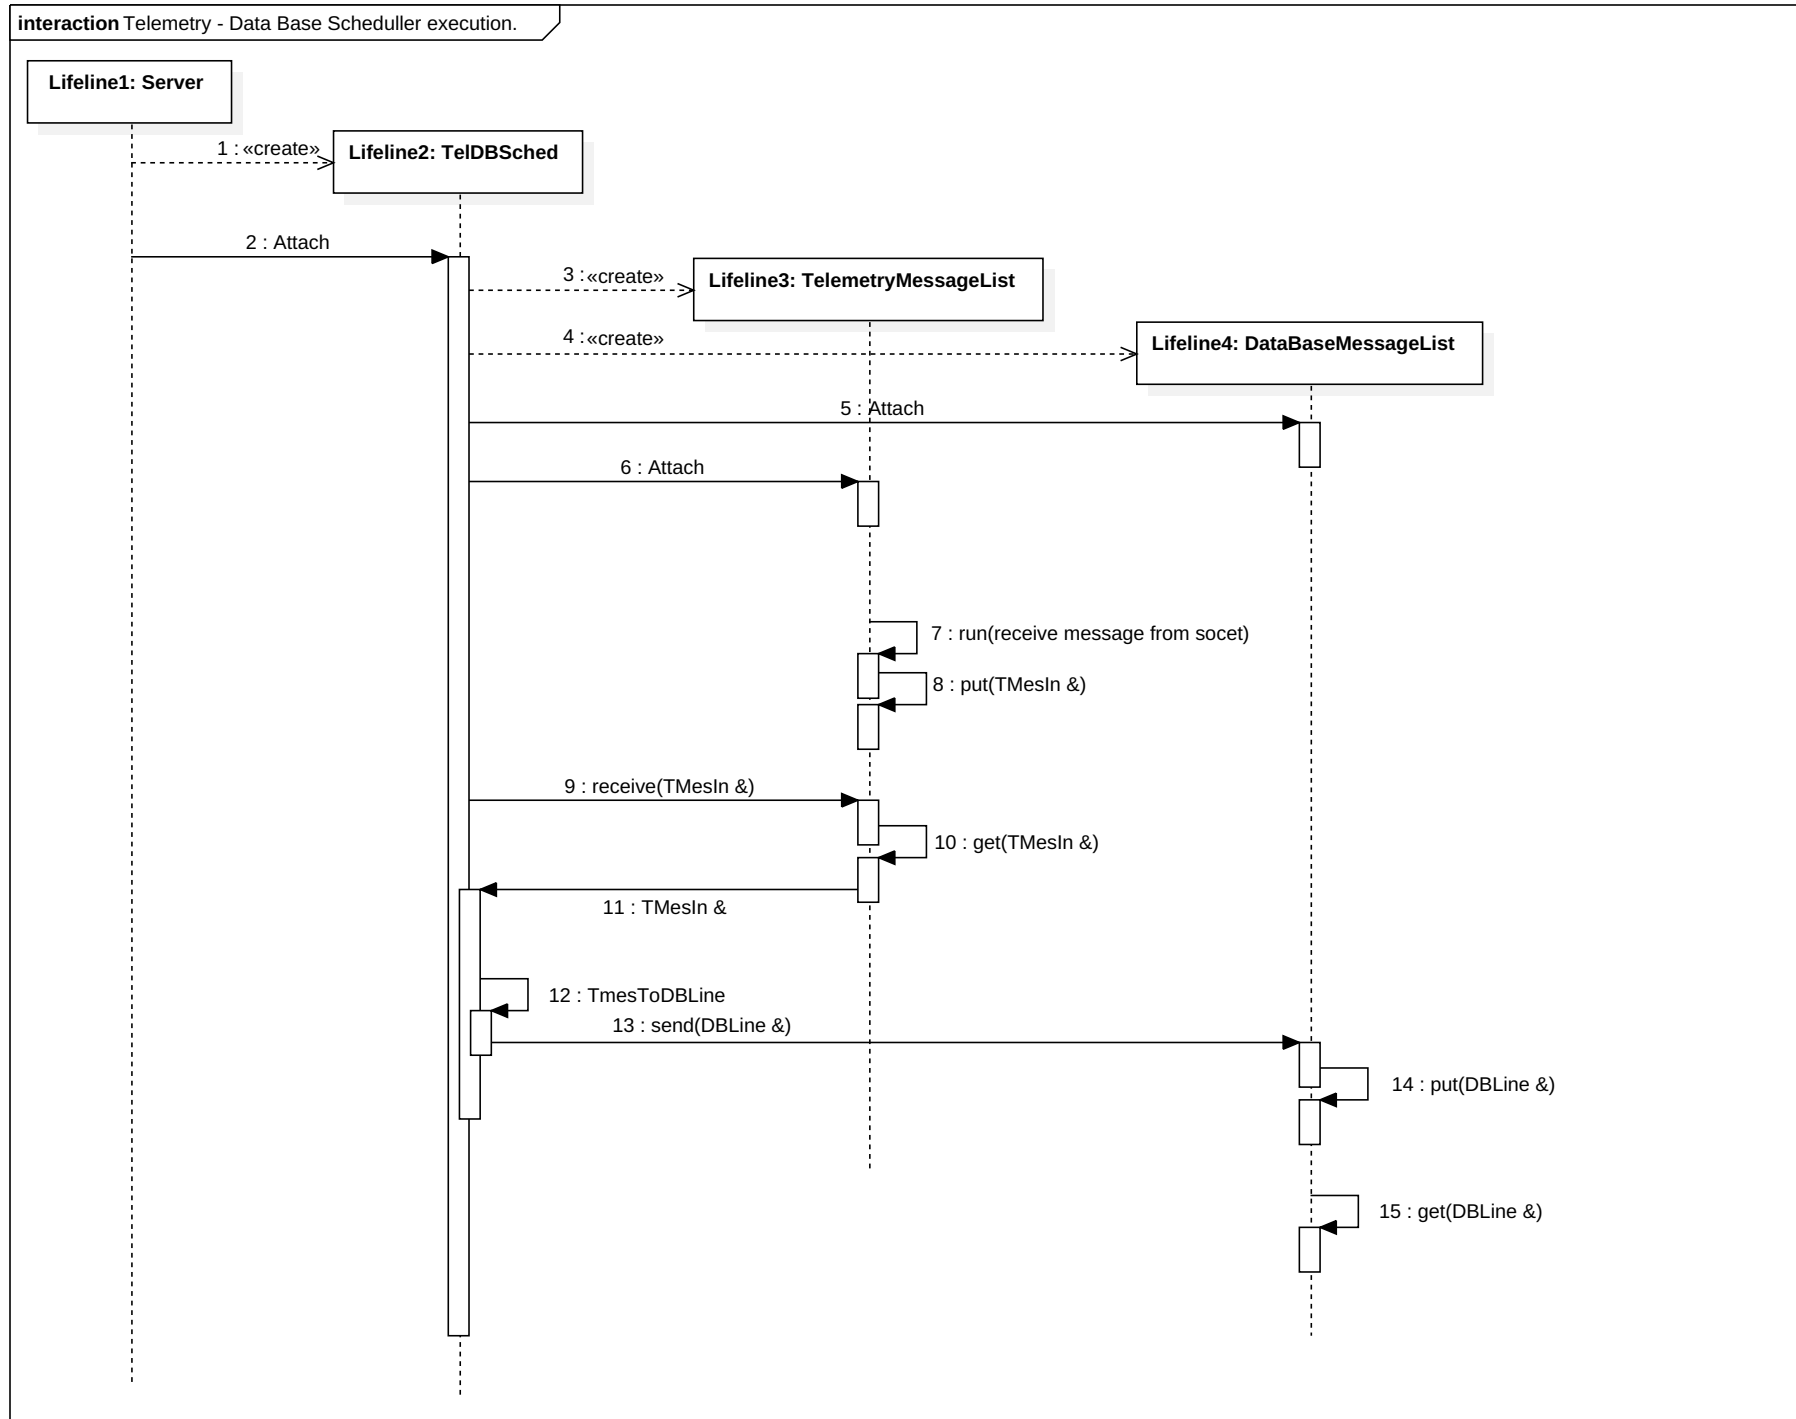 interaction Telemetry - Data Base Scheduller execution.
Lifeline1: Server
1 : «create»
Lifeline2: TelDBSched
2 : Attach
3 : «create»
Lifeline3: TelemetryMessageList
4 : «create»
Lifeline4: DataBaseMessageList
5 : Attach
6 : Attach
7 : run(receive message from socet)
8 : put(TMesIn &)
9 : receive(TMesIn &)
10 : get(TMesIn &)
11 : TMesIn &
12 : TmesToDBLine
13 : send(DBLine &)
14 : put(DBLine &)
15 : get(DBLine &)